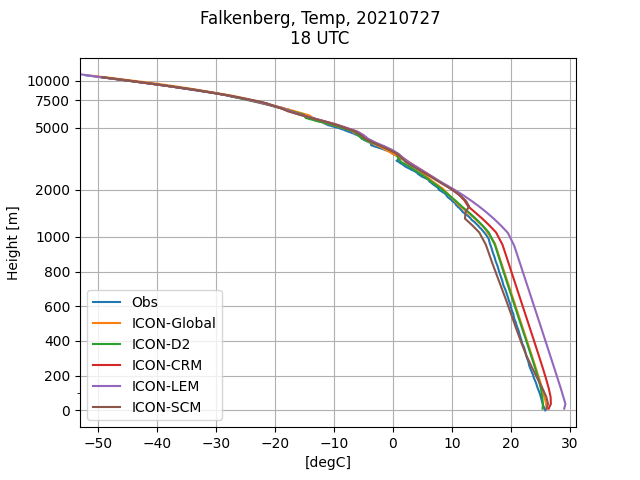 Falkenberg, Temp, 20210727
18 UTC
10000
7500
5000
2000
1000
800
600
400
200
0
Height [m]
Obs
ICON-Global
ICON-D2
ICON-CRM
ICON-LEM
ICON-SCM
−50 −40 −30 −20 −10 0 10 20 30
[degC]